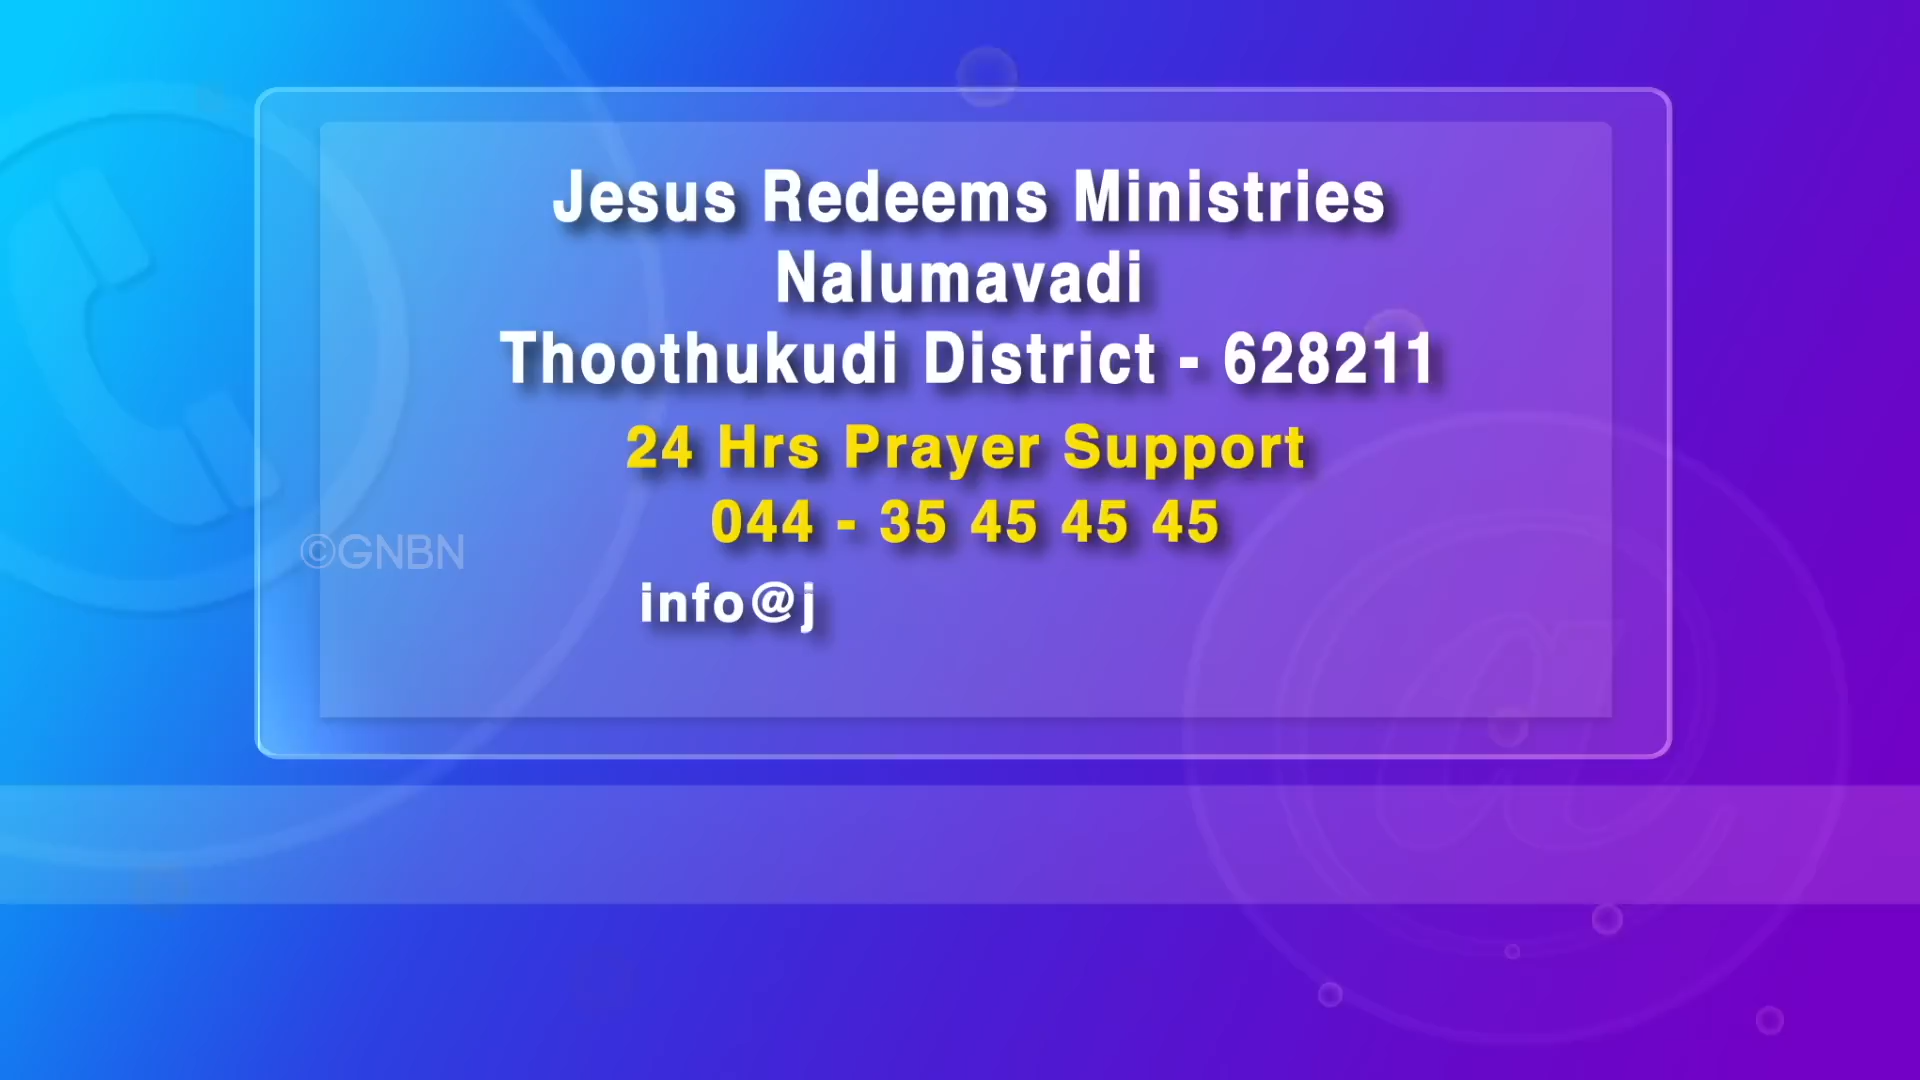 Jesus Redeems Ministries
Nalumavadi
Thoothukudi District - 628211
24 Hrs Prayer Support
044 - 35 45 45 45
©GNBN
info@j